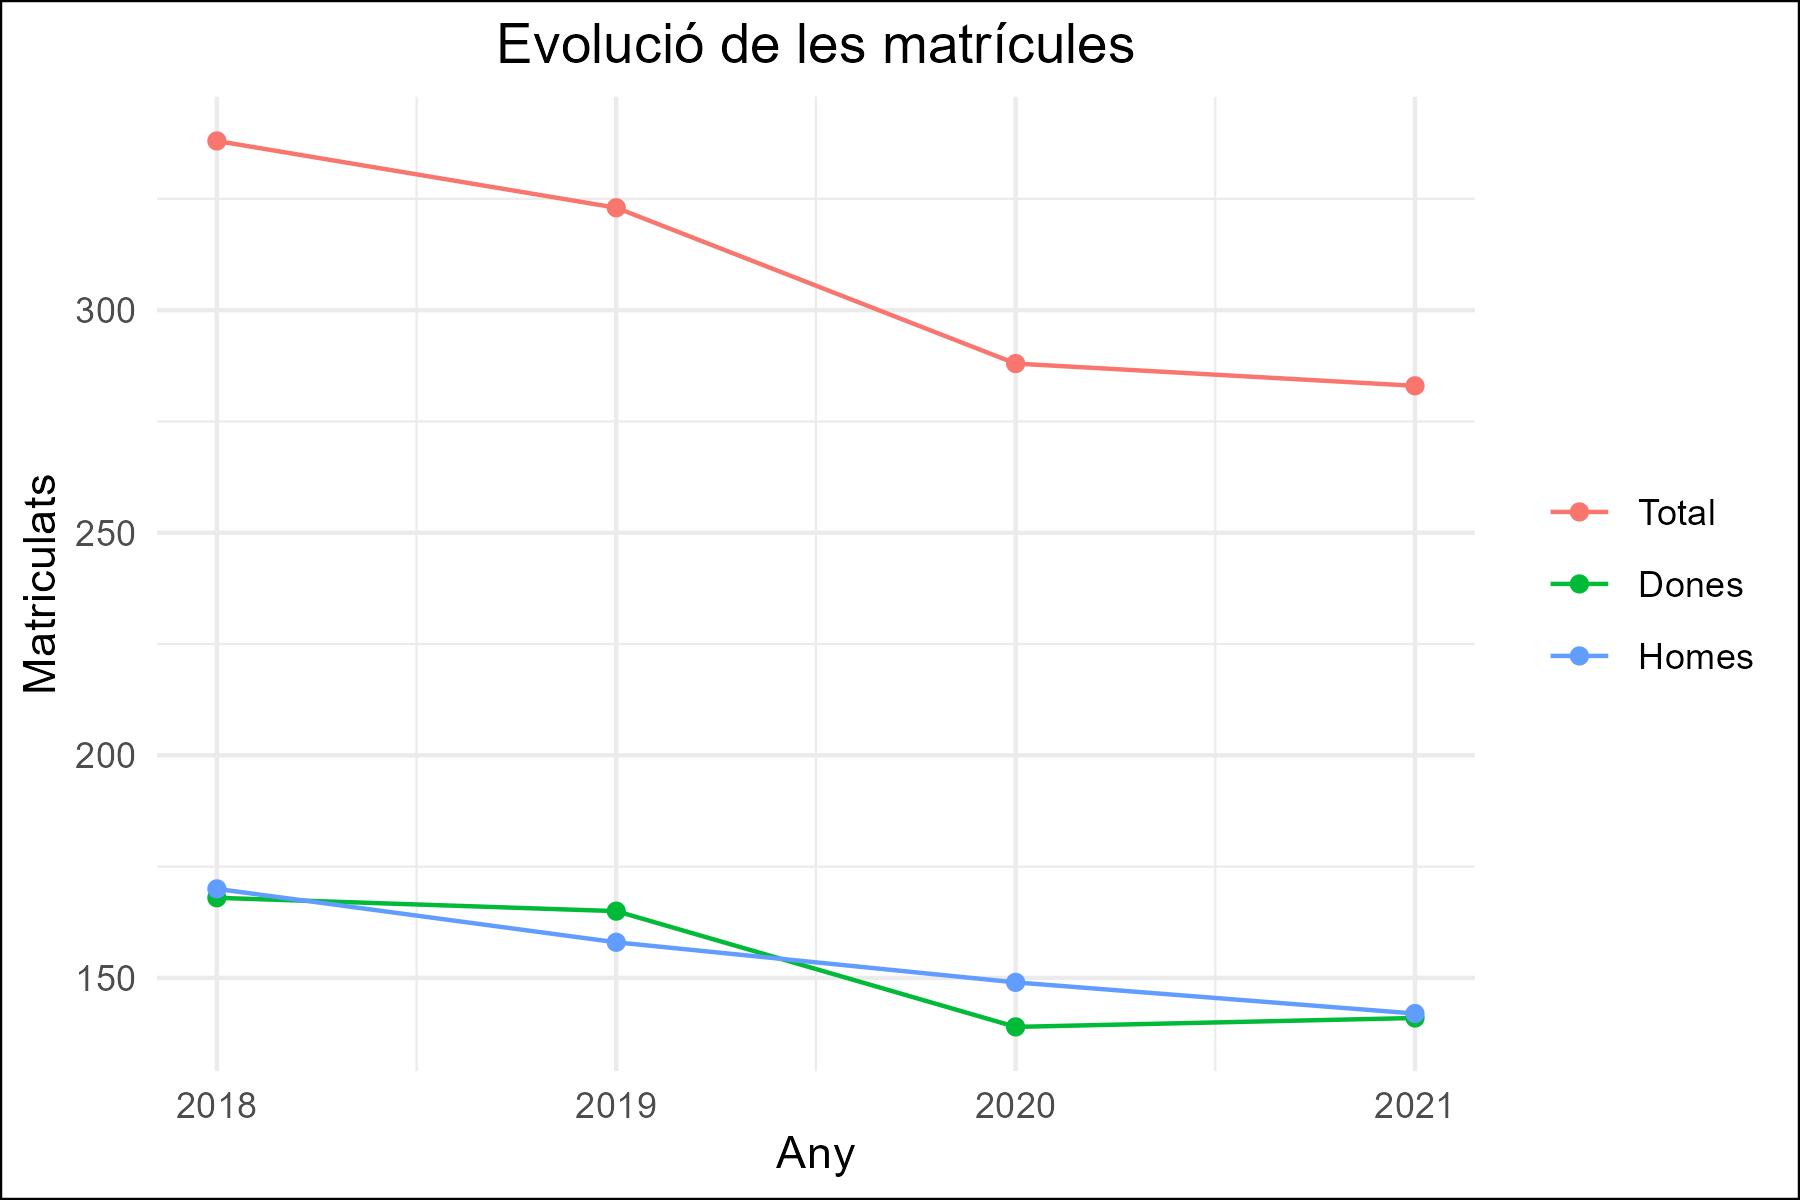 Evolució de les matrícules
Matriculats
300
250
200
150
2018 2019 2020 2021
Any
Total
Dones
Homes